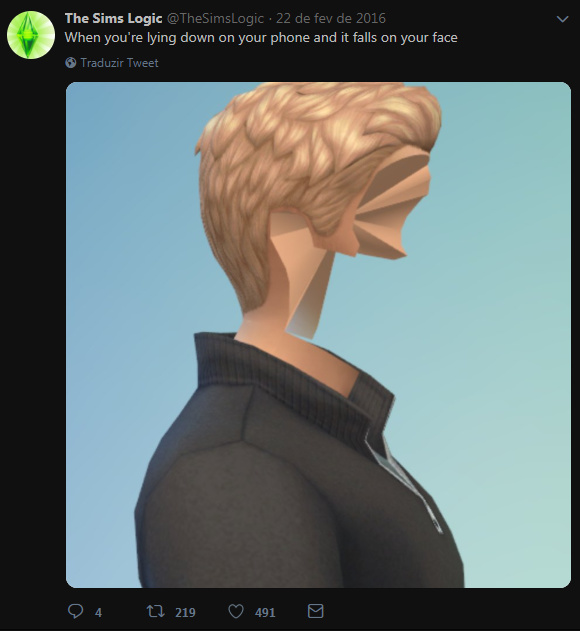 The Sims Logic @TheSimsLogic · 22 de fev de 2016
When you're lying down on your phone and it falls on your face
Traduzir Tweet
4 219 491